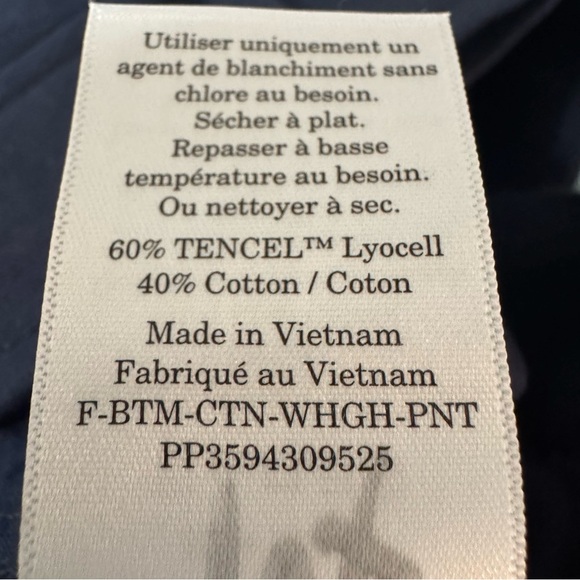 Utiliser uniquement un
agent de blanchiment sans
chlore au besoin.
Sécher à plat.
Repasser à basse
température au besoin.
Ou nettoyer à sec.
60% TENCEL™ Lyocell
40% Cotton / Coton
Made in Vietnam
Fabriqué au Vietnam
F-BTM-CTN-WHGH-PNT
PP3594309525